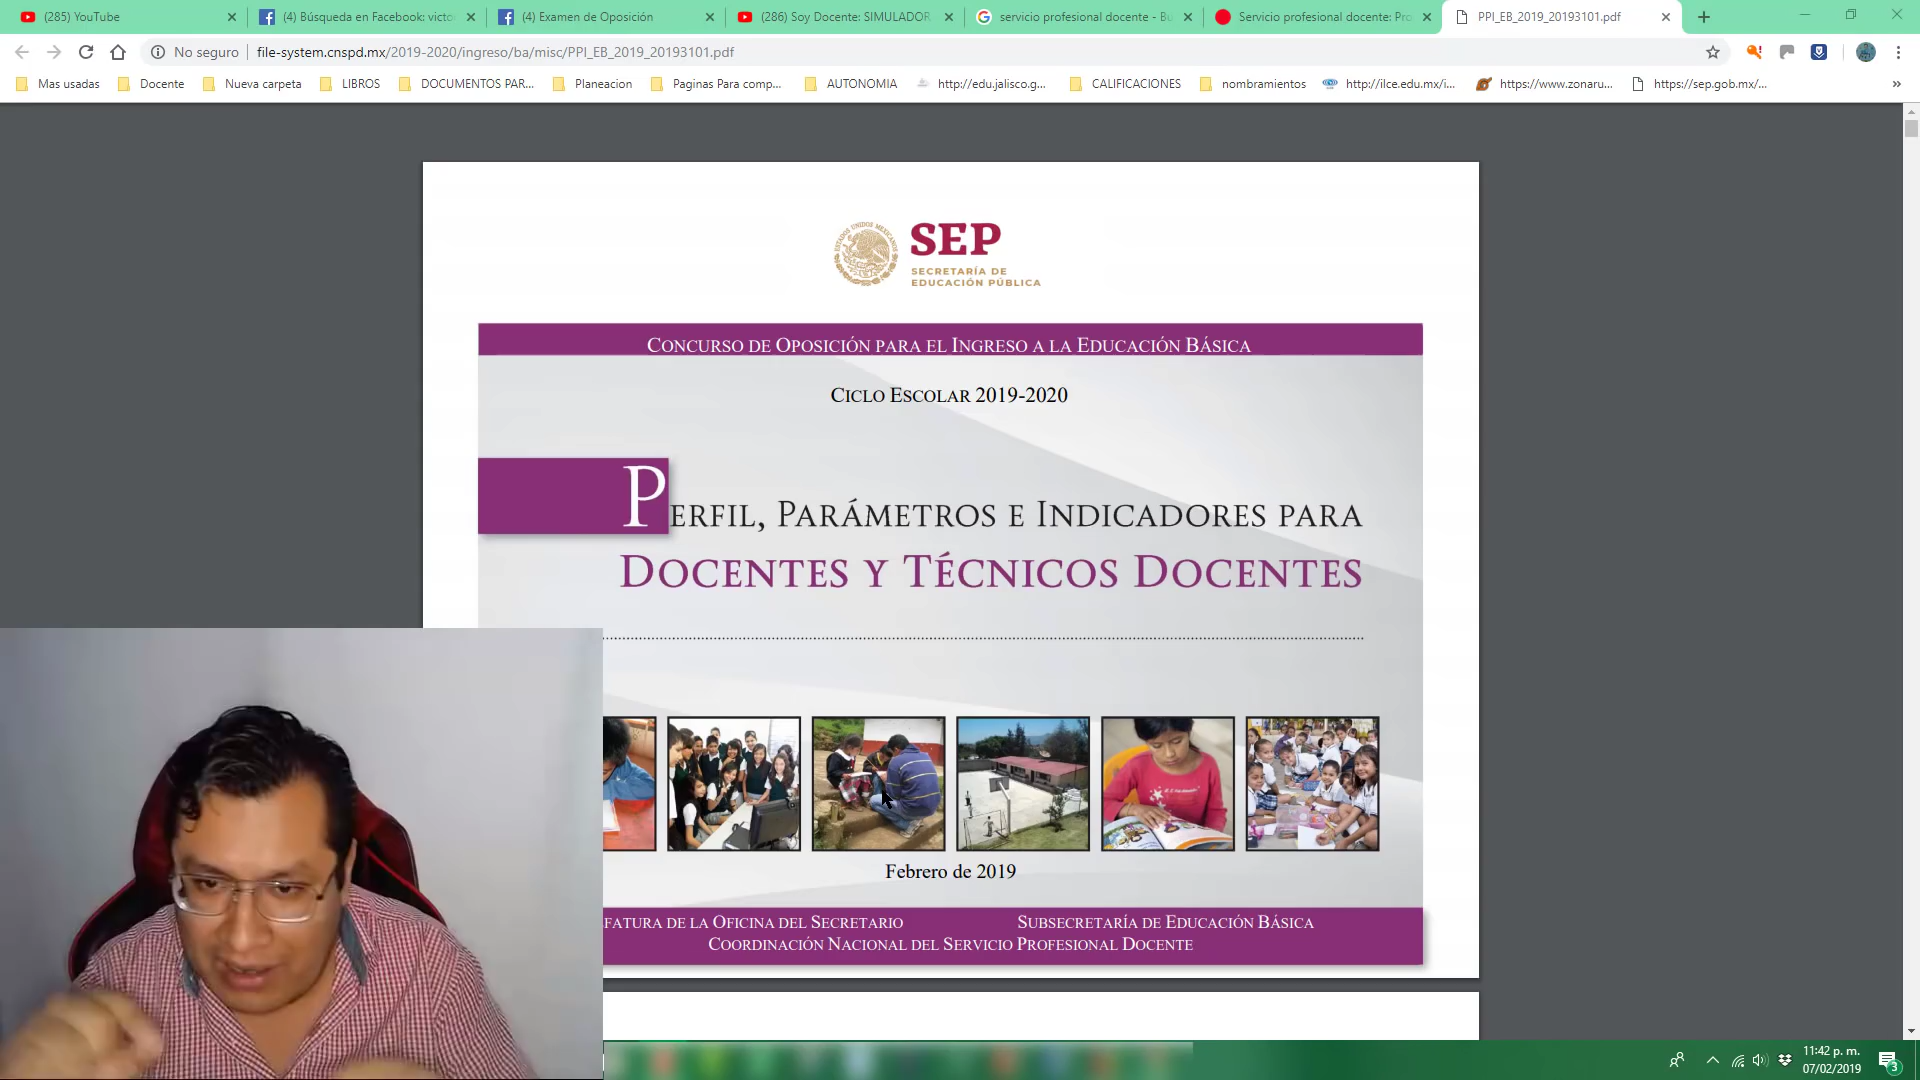 (285) YouTube
(4) Búsqueda en Facebook: victo
(4) Examen de Oposición
(286) Soy Docente: SIMULADOR
servicio profesional docente - Bú
Servicio profesional docente: Pro
PPI_EB_2019_20193101.pdf
No seguro
file-system.cnspd.mx/2019-2020/ingreso/ba/misc/PPI_EB_2019_20193101.pdf
Mas usadas
Docente
Nueva carpeta
LIBROS
DOCUMENTOS PAR...
Planeacion
Paginas Para comp...
AUTONOMIA
http://edu.jalisco.g...
CALIFICACIONES
nombramientos
http://ilce.edu.mx/i...
https://www.zonaru...
https://sep.gob.mx/...
»
ESTADOS UNIDOS MEXICANOS
SEP
SECRETARÍA DE
EDUCACIÓN PÚBLICA
CONCURSO DE OPOSICIÓN PARA EL INGRESO A LA EDUCACIÓN BÁSICA
CICLO ESCOLAR 2019-2020
PERFIL, PARÁMETROS E INDICADORES PARA
DOCENTES Y TÉCNICOS DOCENTES
Febrero de 2019
FATURA DE LA OFICINA DEL SECRETARIO
SUBSECRETARÍA DE EDUCACIÓN BÁSICA
COORDINACIÓN NACIONAL DEL SERVICIO PROFESIONAL DOCENTE
11:42 p. m.
07/02/2019
3